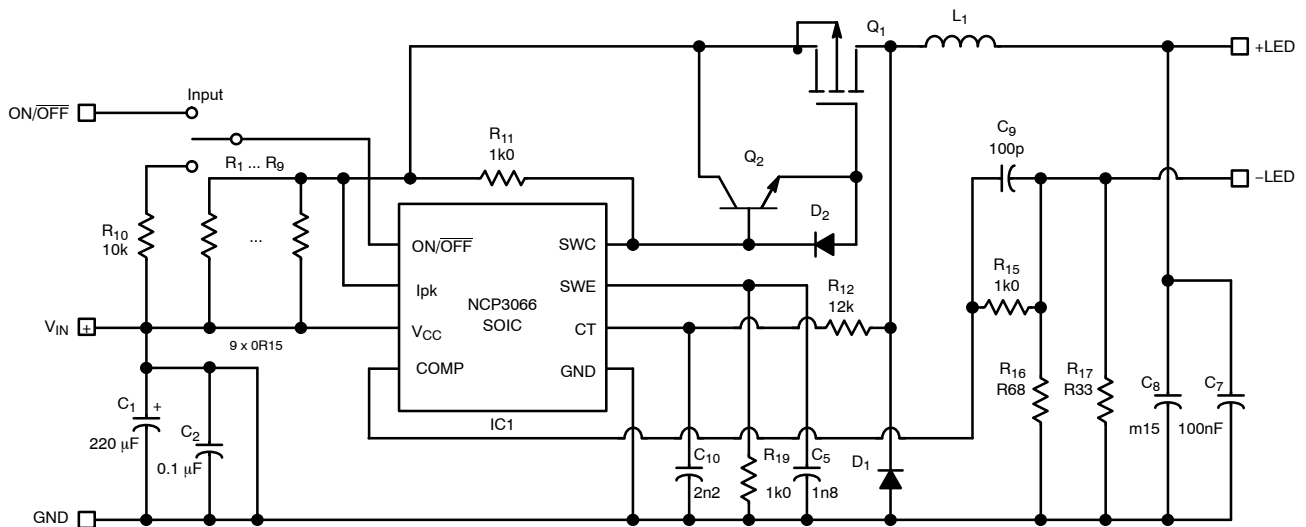 Q1
L1
+LED
ON/OFF
Input
R11
1k0
Q2
C9
100p
−LED
R1 ... R9
D2
R10
10k
...
ON/OFF
SWC
Ipk
SWE
NCP3066
SOIC
R12
12k
R15
1k0
VIN
+
VCC
CT
9 x 0R15
COMP
GND
R16
R68
R17
R33
C8
m15
C7
100nF
C1
+
220 µF
C2
0.1 µF
IC1
C10
2n2
R19
1k0
C5
1n8
D1
GND